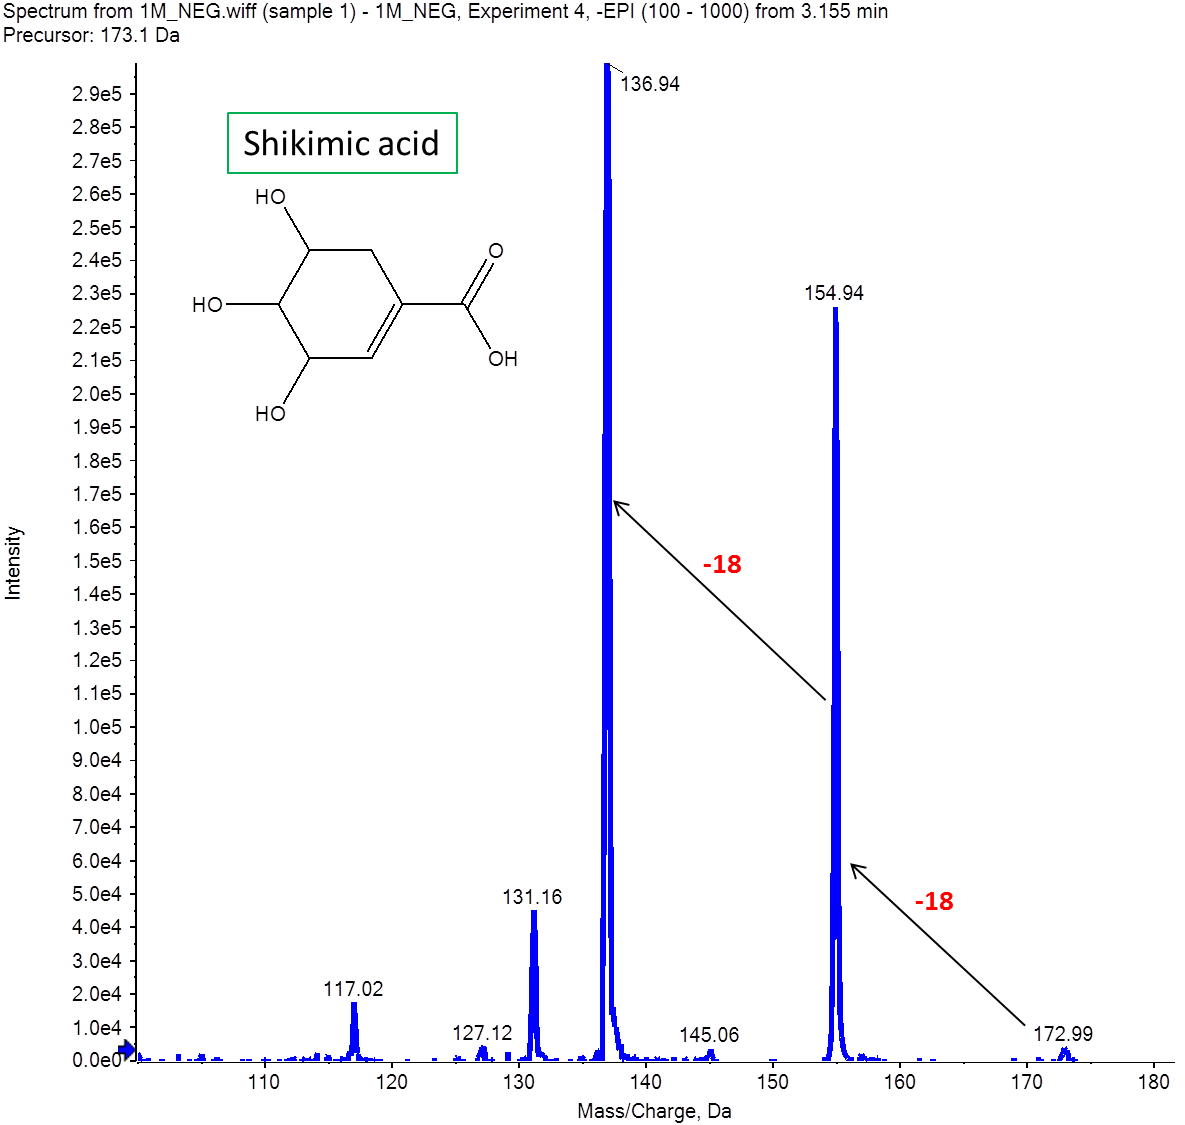 Spectrum from 1M_NEG.wiff (sample 1) - 1M_NEG, Experiment 4, -EPI (100 - 1000) from 3.155 min
Precursor: 173.1 Da
136.94
2.9e5
2.8e5
2.7e5
2.6e5
2.5e5
2.4e5
2.3e5
2.2e5
2.1e5
2.0e5
1.9e5
1.8e5
1.7e5
1.6e5
1.5e5
1.4e5
1.3e5
1.2e5
1.1e5
1.0e5
9.0e4
8.0e4
7.0e4
6.0e4
5.0e4
4.0e4
3.0e4
2.0e4
1.0e4
0.0e0
Intensity
Shikimic acid
HO
O
HO
OH
HO
154.94
-18
-18
131.16
117.02
127.12
145.06
172.99
110 120 130 140 150 160 170 180
Mass/Charge, Da